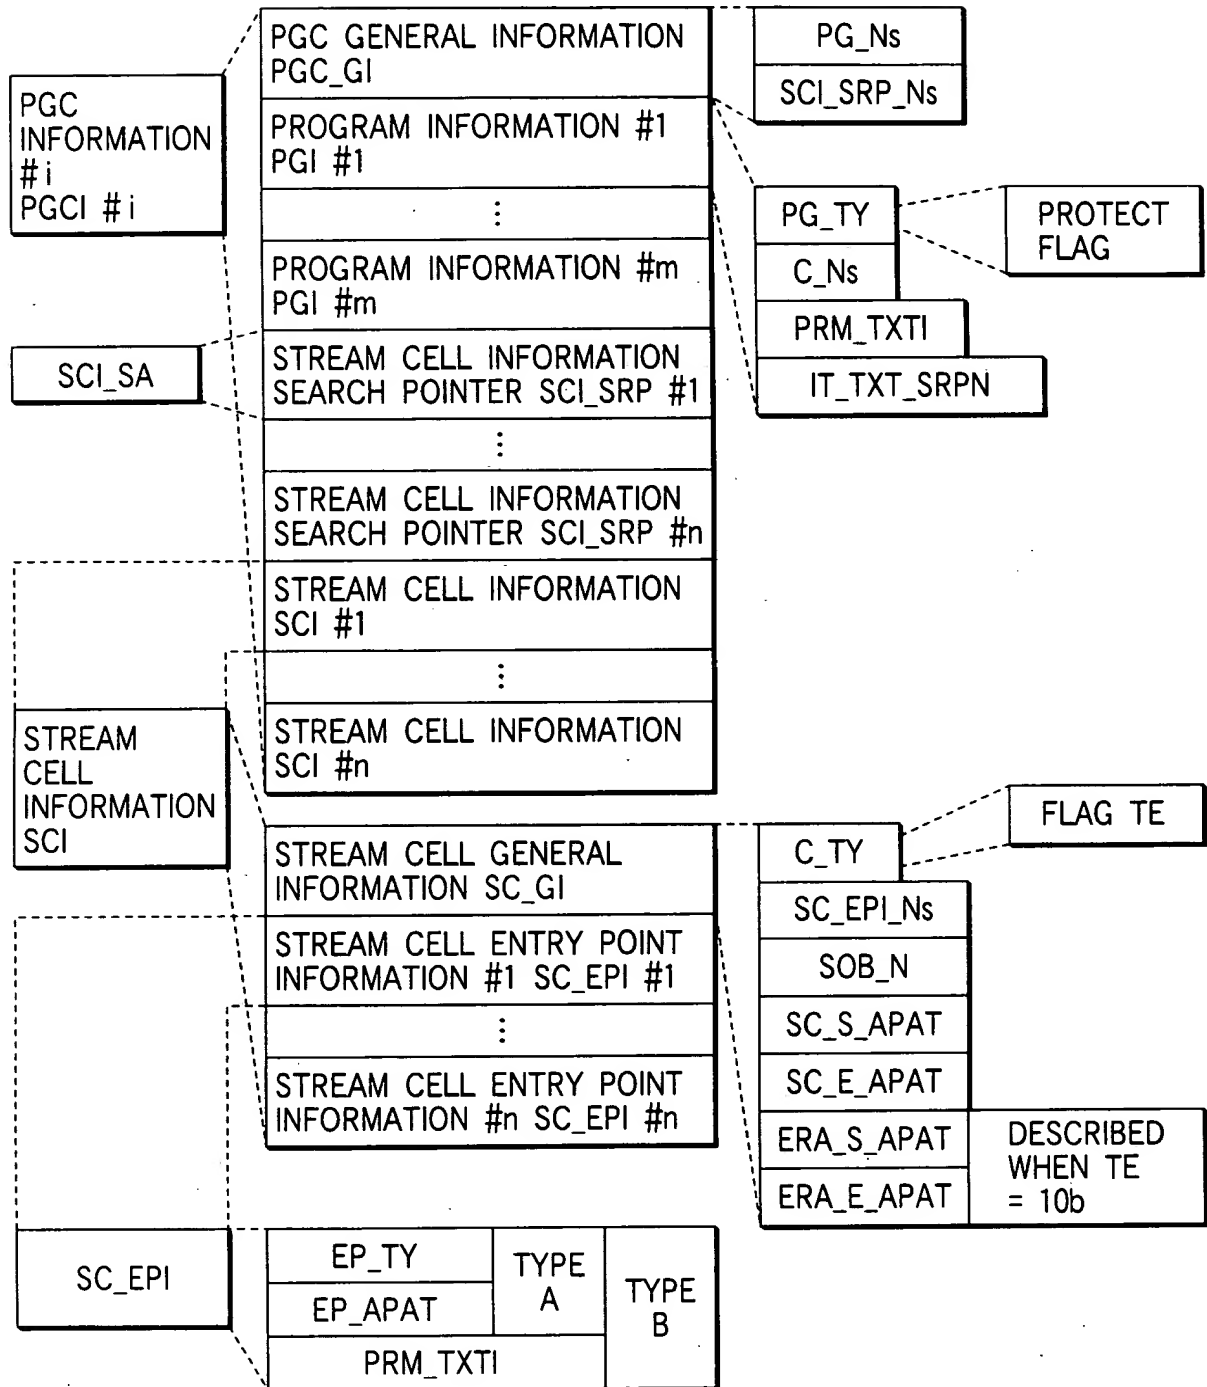 PGC GENERAL INFORMATION
PGC_GI
PG_Ns
SCI_SRP_Ns
PGC
INFORMATION
#i
PGCI #i
PROGRAM INFORMATION #1
PGI #1
⋮
PROGRAM INFORMATION #m
PGI #m
PG_TY
PROTECT
FLAG
C_Ns
PRM_TXTI
IT_TXT_SRPN
SCI_SA
STREAM CELL INFORMATION
SEARCH POINTER SCI_SRP #1
⋮
STREAM CELL INFORMATION
SEARCH POINTER SCI_SRP #n
STREAM CELL INFORMATION
SCI #1
⋮
STREAM CELL INFORMATION
SCI #n
STREAM
CELL
INFORMATION
SCI
STREAM CELL GENERAL
INFORMATION SC_GI
STREAM CELL ENTRY POINT
INFORMATION #1 SC_EPI #1
⋮
STREAM CELL ENTRY POINT
INFORMATION #n SC_EPI #n
C_TY
FLAG TE
SC_EPI_Ns
SOB_N
SC_S_APAT
SC_E_APAT
ERA_S_APAT
ERA_E_APAT
DESCRIBED
WHEN TE
= 10b
SC_EPI
EP_TY
EP_APAT
TYPE
A
TYPE
B
PRM_TXTI